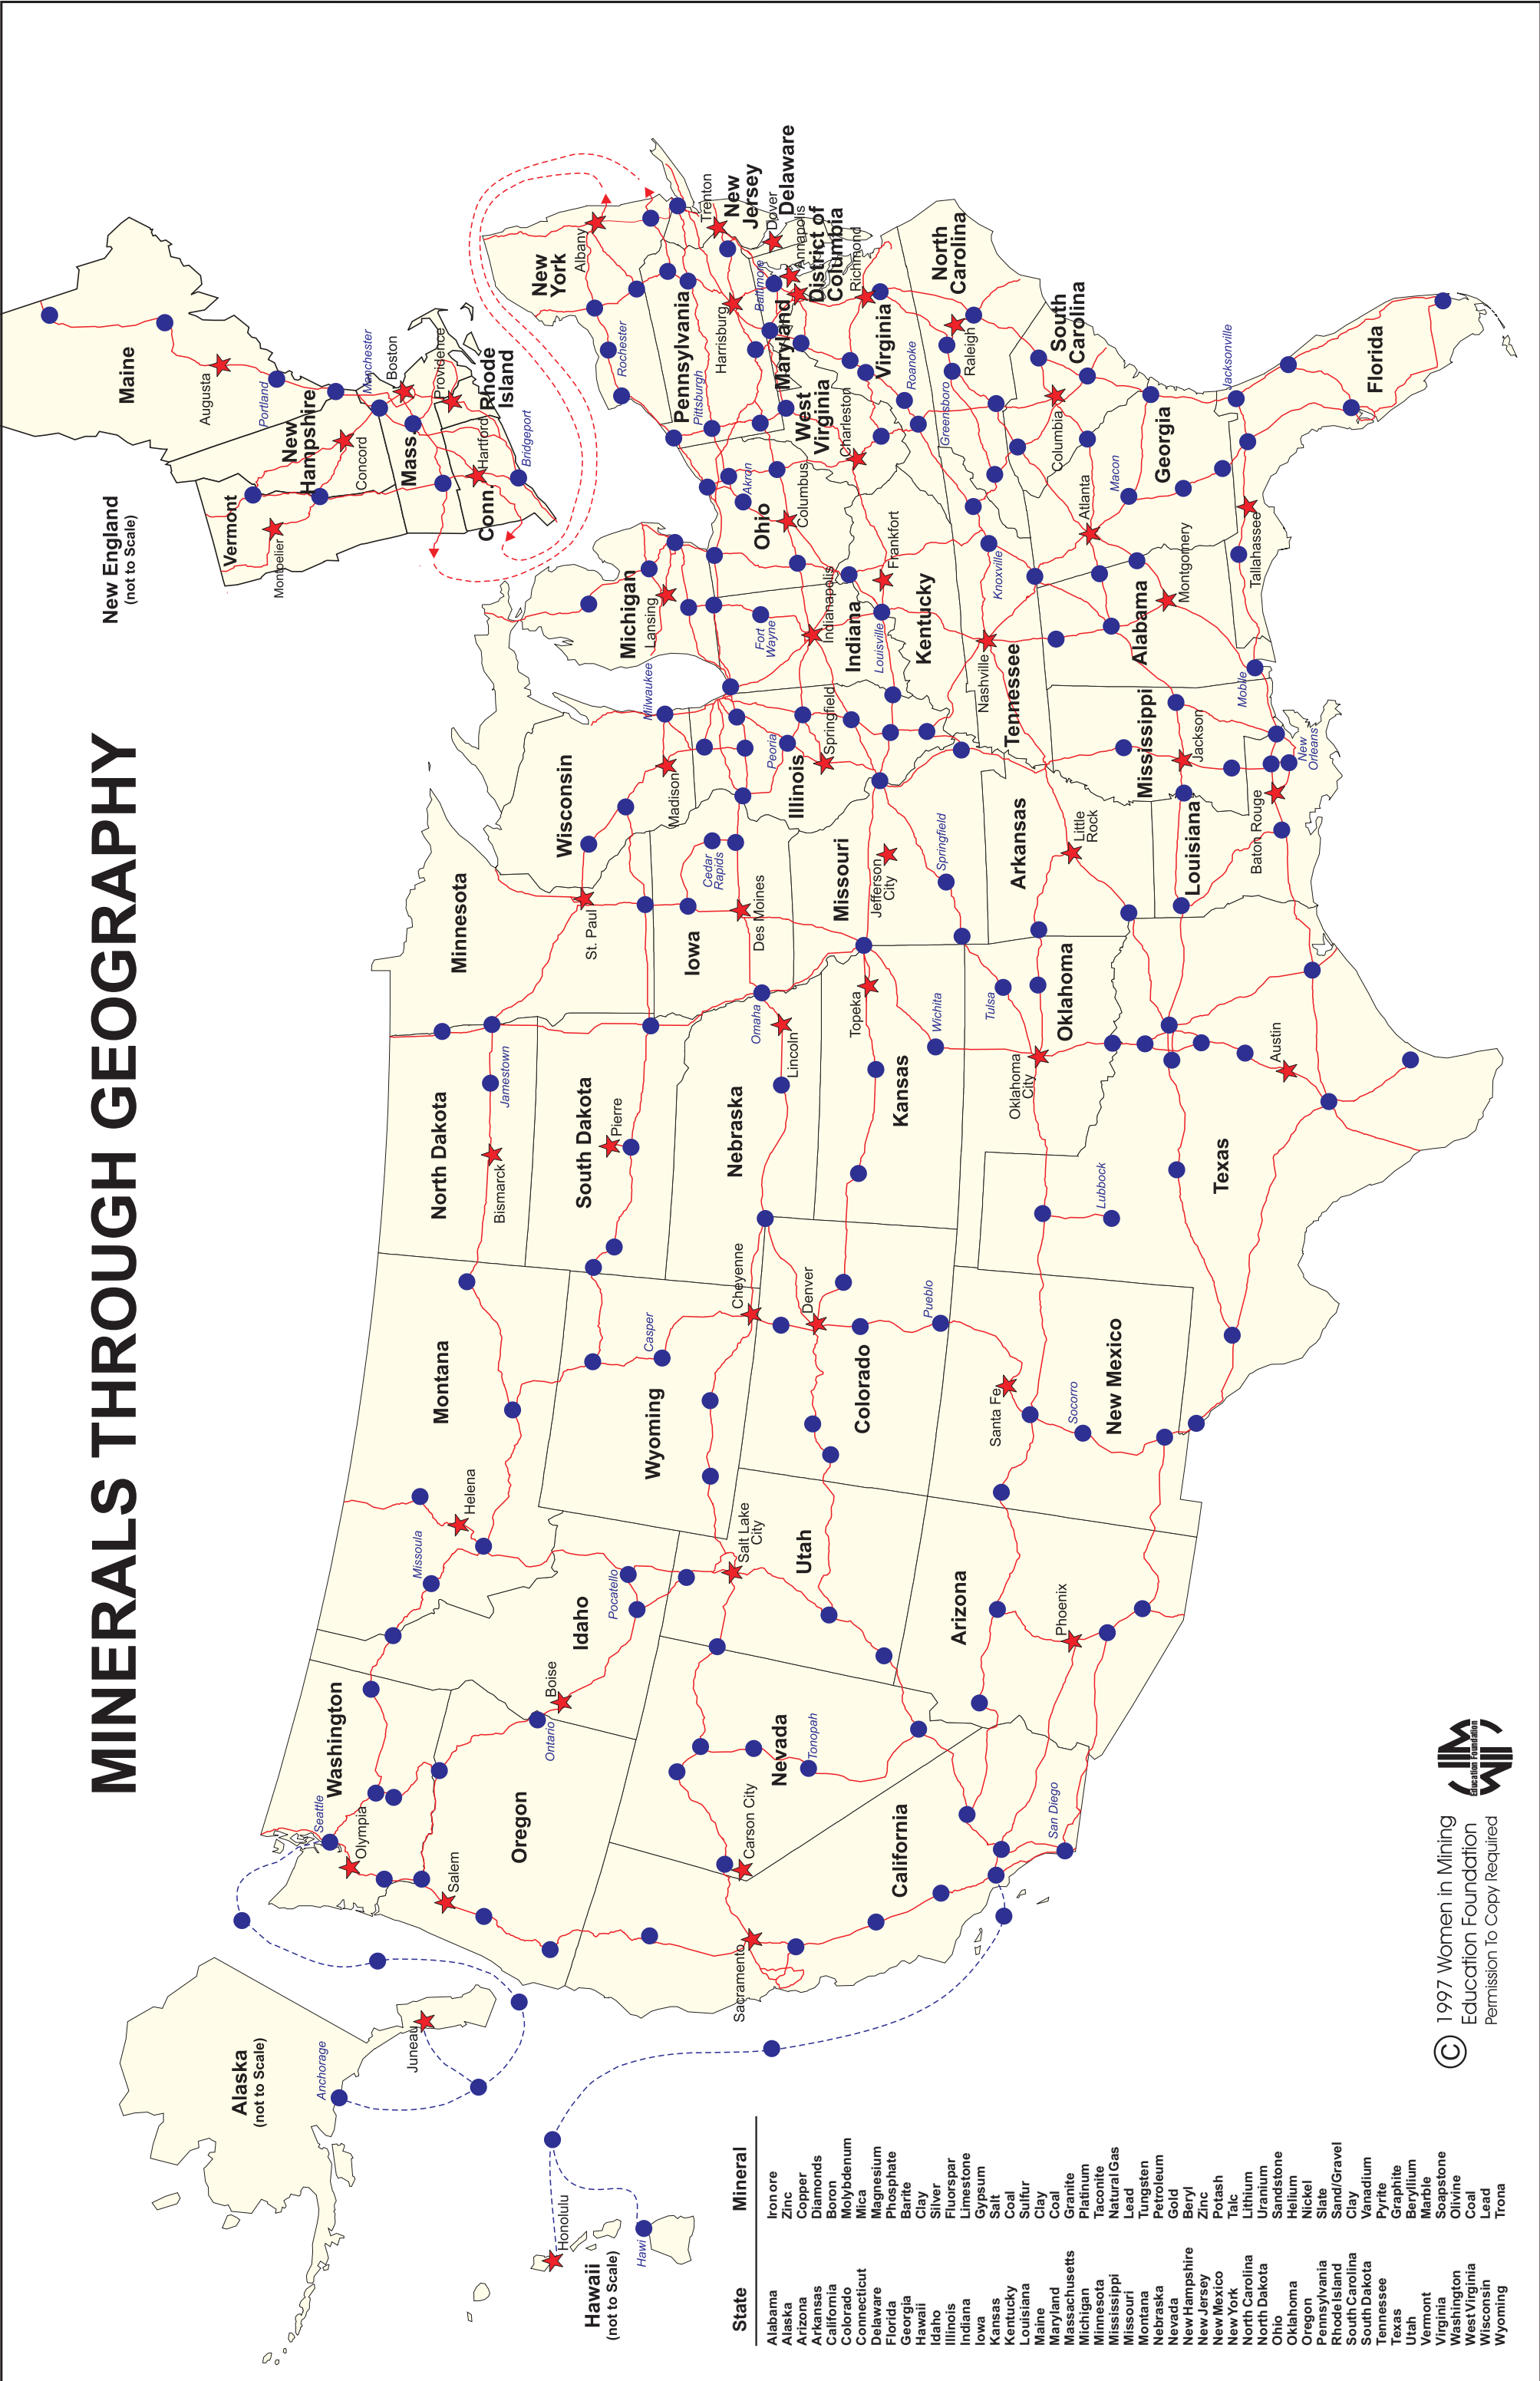 MINERALS THROUGH GEOGRAPHY
New England
(not to Scale)
Maine
Augusta
Portland
Vermont
Montpelier
New
Hampshire
Concord
Manchester
Mass.
Boston
Providence
Rhode
Island
Conn.
Hartford
Bridgeport
Alaska
(not to Scale)
Anchorage
Juneau
Hawaii
(not to Scale)
Honolulu
Hawi
Washington
Seattle
Olympia
Oregon
Salem
Ontario
Idaho
Boise
Pocatello
Montana
Missoula
Helena
North Dakota
Bismarck
Jamestown
Minnesota
St. Paul
Wisconsin
Madison
Milwaukee
Michigan
Lansing
New
York
Albany
Rochester
South Dakota
Pierre
Wyoming
Casper
Cheyenne
Nebraska
Omaha
Lincoln
Iowa
Cedar
Rapids
Des Moines
Illinois
Peoria
Springfield
Indiana
Fort
Wayne
Indianapolis
Ohio
Akron
Columbus
Pennsylvania
Pittsburgh
Harrisburg
New
Jersey
Trenton
Delaware
Dover
Maryland
Baltimore
Annapolis
District of
Columbia
West
Virginia
Charleston
Virginia
Richmond
Roanoke
Nevada
Carson City
Tonopah
Utah
Salt Lake
City
California
Sacramento
San Diego
Colorado
Denver
Pueblo
Kansas
Topeka
Wichita
Missouri
Jefferson
City
Springfield
Kentucky
Louisville
Frankfort
Tennessee
Nashville
Knoxville
North
Carolina
Greensboro
Raleigh
South
Carolina
Columbia
Arizona
Phoenix
New Mexico
Santa Fe
Socorro
Oklahoma
Oklahoma
City
Tulsa
Arkansas
Little
Rock
Texas
Lubbock
Austin
Louisiana
Baton Rouge
New
Orleans
Mississippi
Jackson
Alabama
Montgomery
Mobile
Georgia
Atlanta
Macon
Florida
Tallahassee
Jacksonville
State Mineral
Alabama Iron ore
Alaska Zinc
Arizona Copper
Arkansas Diamonds
California Boron
Colorado Molybdenum
Connecticut Mica
Delaware Magnesium
Florida Phosphate
Georgia Barite
Hawaii Clay
Idaho Silver
Illinois Fluorspar
Indiana Limestone
Iowa Gypsum
Kansas Salt
Kentucky Coal
Louisiana Sulfur
Maine Clay
Maryland Coal
Massachusetts Granite
Michigan Platinum
Minnesota Taconite
Mississippi Natural Gas
Missouri Lead
Montana Tungsten
Nebraska Petroleum
Nevada Gold
New Hampshire Beryl
New Jersey Zinc
New Mexico Potash
New York Talc
North Carolina Lithium
North Dakota Uranium
Ohio Sandstone
Oklahoma Helium
Oregon Nickel
Pennsylvania Slate
Rhode Island Sand/Gravel
South Carolina Clay
South Dakota Vanadium
Tennessee Pyrite
Texas Graphite
Utah Beryllium
Vermont Marble
Virginia Soapstone
Washington Olivine
West Virginia Coal
Wisconsin Lead
Wyoming Trona
© 1997 Women in Mining
Education Foundation
Permission To Copy Required
WIM
Education Foundation